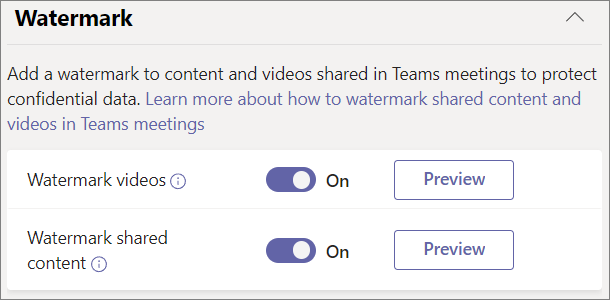 Watermark
Add a watermark to content and videos shared in Teams meetings to protect
confidential data. Learn more about how to watermark shared content and
videos in Teams meetings
Watermark videos On Preview
Watermark shared
content On Preview